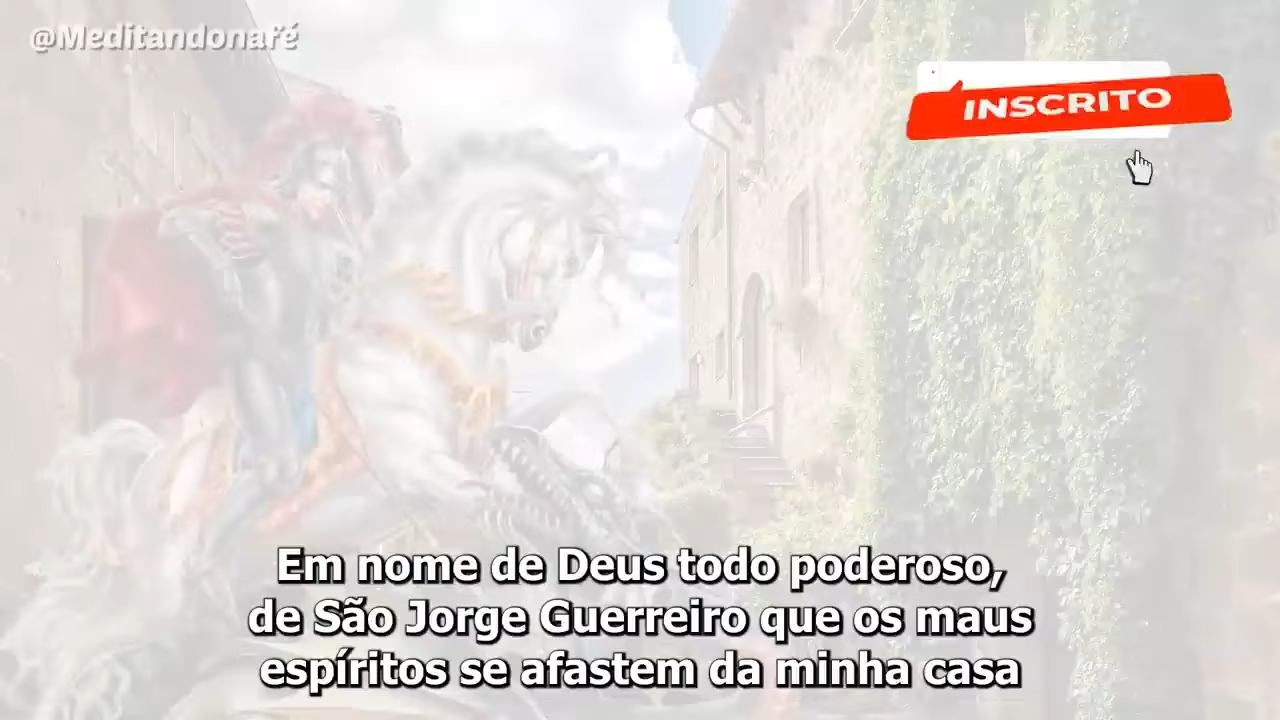 @Meditandonafé
INSCRITO
Em nome de Deus todo poderoso,
de São Jorge Guerreiro que os maus
espíritos se afastem da minha casa